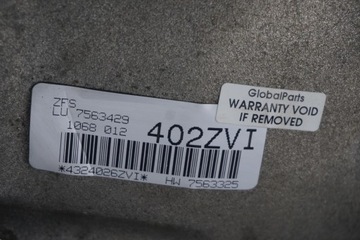 ZFS
LU 7563429
1068 012
402ZVI
*4324026ZVI* HW 7563325
GlobalParts
WARRANTY VOID
IF REMOVED